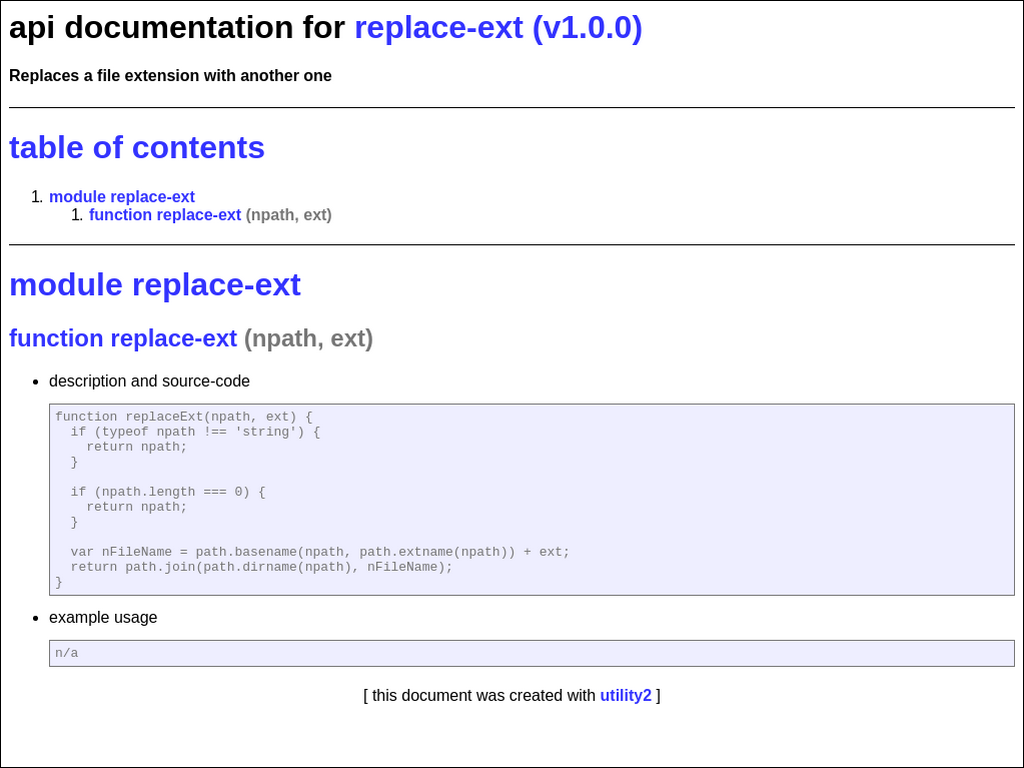 api documentation for replace-ext (v1.0.0)
Replaces a file extension with another one
table of contents
1. module replace-ext
1. function replace-ext (npath, ext)
module replace-ext
function replace-ext (npath, ext)
• description and source-code
function replaceExt(npath, ext) {
  if (typeof npath !== 'string') {
    return npath;
  }

  if (npath.length === 0) {
    return npath;
  }

  var nFileName = path.basename(npath, path.extname(npath)) + ext;
  return path.join(path.dirname(npath), nFileName);
}
• example usage
n/a
[ this document was created with utility2 ]